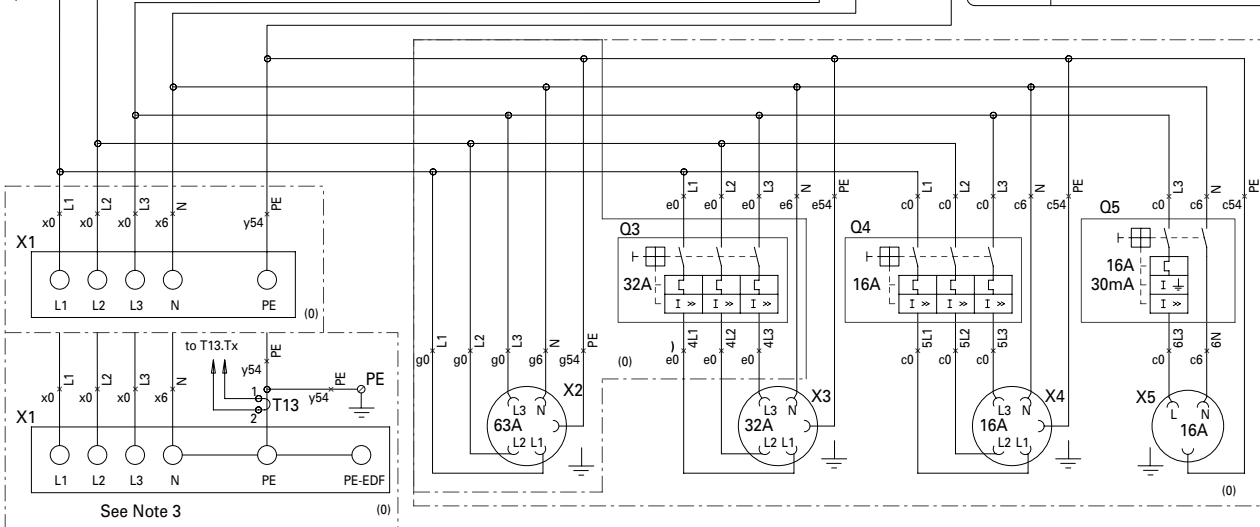 L1 L2 L3 N PE
x0 x0 x0 x6 y54
X1
L1 L2 L3 N PE
(0)
to T13.Tx
PE
y54
L1 L2 L3 N
x0 x0 x0 x6
1
2
T13
y54
PE
PE
X1
L1 L2 L3 N PE PE-EDF
See Note 3
(0)
L1 L2 L3 N PE
g0 g0 g0 g6 g54
X2
L3 N
63A
L2 L1
L1 L2 L3 N PE
e0 e0 e0 e6 e54
Q3
32A
I >> I >> I >>
(0)
)
4L1 4L2 4L3
e0 e0 e0
X3
L3 N
32A
L2 L1
L1 L2 L3 N PE
c0 c0 c0 c6 c54
Q4
16A
I >> I >> I >>
5L1 5L2 5L3
c0 c0 c0
X4
L3 N
16A
L2 L1
L3 N PE
c0 c6 c54
Q5
16A
30mA
I
I >>
6L3 6N
c0 c6
X5
L N
16A
(0)